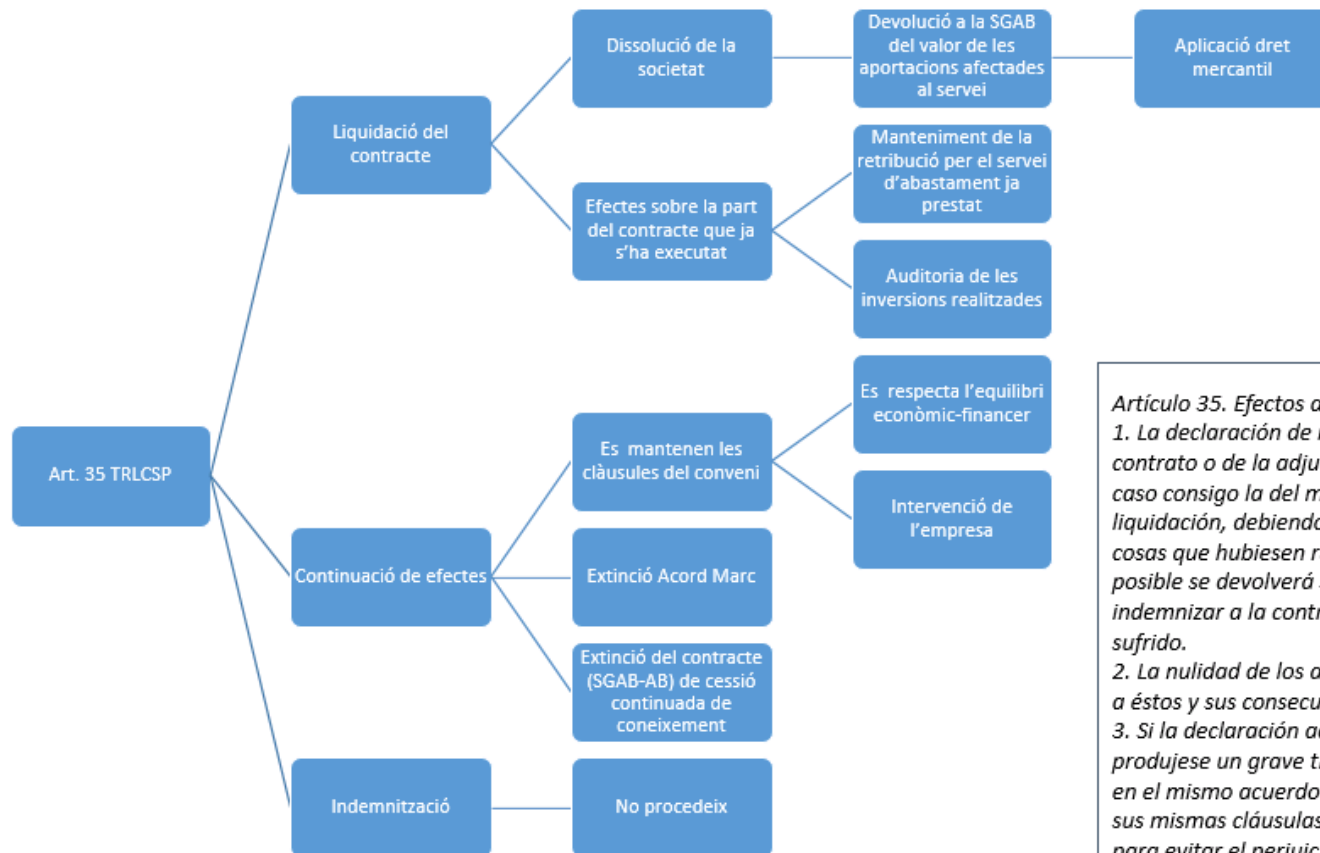 Art. 35 TRLCSP
Liquidació del
contracte
Dissolució de la
societat
Devolució a la SGAB
del valor de les
aportacions afectades
al servei
Aplicació dret
mercantil
Efectes sobre la part
del contracte que ja
s'ha executat
Manteniment de la
retribució per el servei
d'abastament ja
prestat
Auditoria de les
inversions realitzades
Continuació de efectes
Es mantenen les
clàusules del conveni
Es respecta l'equilibri
econòmic-financer
Intervenció de
l'empresa
Extinció Acord Marc
Extinció del contracte
(SGAB-AB) de cessió
continuada de
coneixement
Indemnització
No procedeix
Artículo 35. Efectos
1. La declaración de
contrato o de la
caso consigo la del
liquidación,
cosas que hubiesen
posible se devolverá
indemnizar a la
sufrido.
2. La nulidad de los
a éstos y sus
3. Si la declaración
produjese un grave
en el mismo acuerdo
sus mismas cláusulas
para evitar el